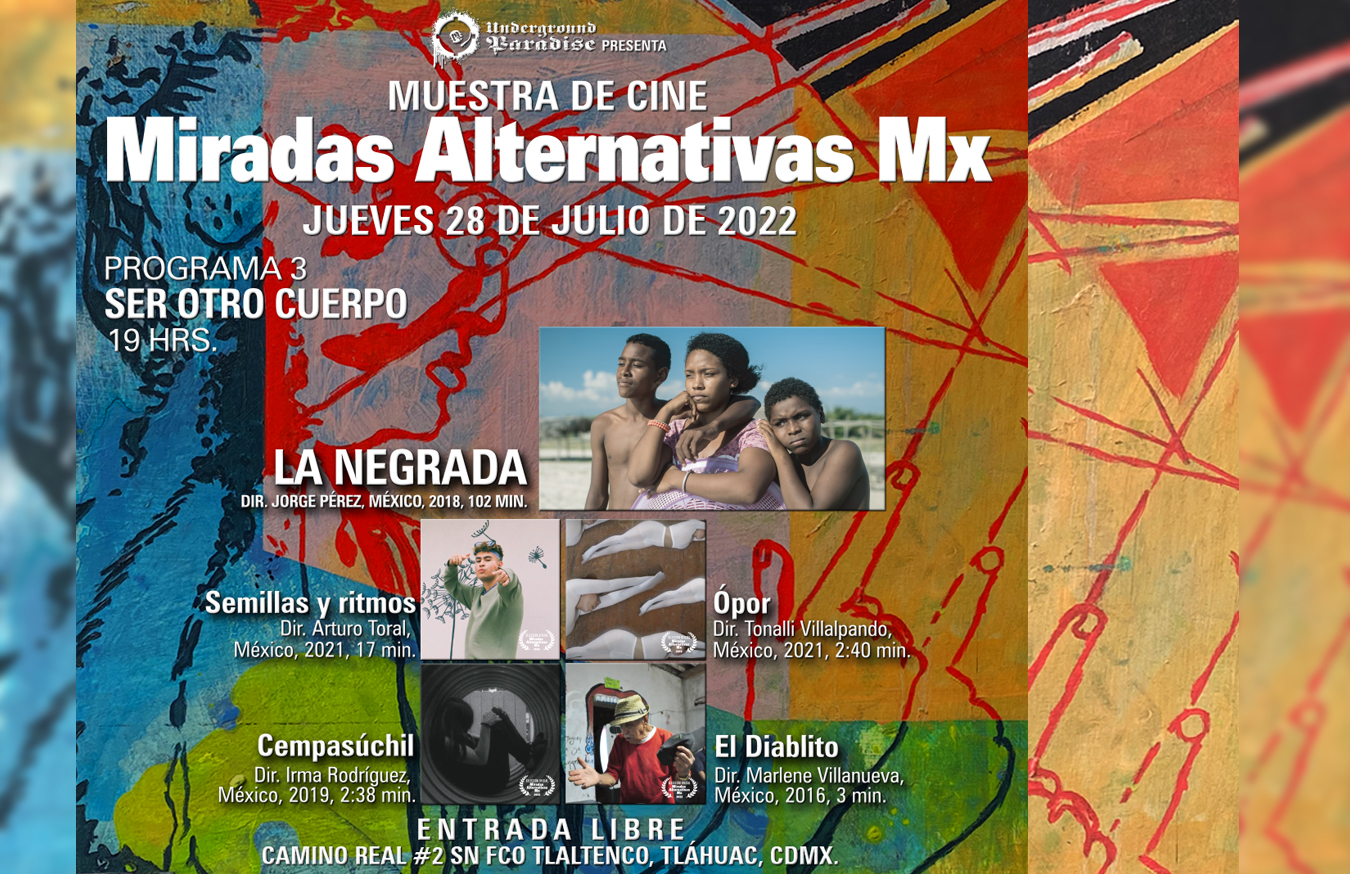 Underground
Paradise PRESENTA
MUESTRA DE CINE
Miradas Alternativas Mx
JUEVES 28 DE JULIO DE 2022
PROGRAMA 3
SER OTRO CUERPO
19 HRS.
LA NEGRADA
DIR. JORGE PÉREZ, MÉXICO, 2018, 102 MIN.
Semillas y ritmos
Dir. Arturo Toral,
México, 2021, 17 min.
Ópor
Dir. Tonalli Villalpando,
México, 2021, 2:40 min.
Cempasúchil
Dir. Irma Rodríguez,
México, 2019, 2:38 min.
El Diablito
Dir. Marlene Villanueva,
México, 2016, 3 min.
ENTRADA LIBRE
CAMINO REAL #2 SN FCO TLALTENCO, TLÁHUAC, CDMX.